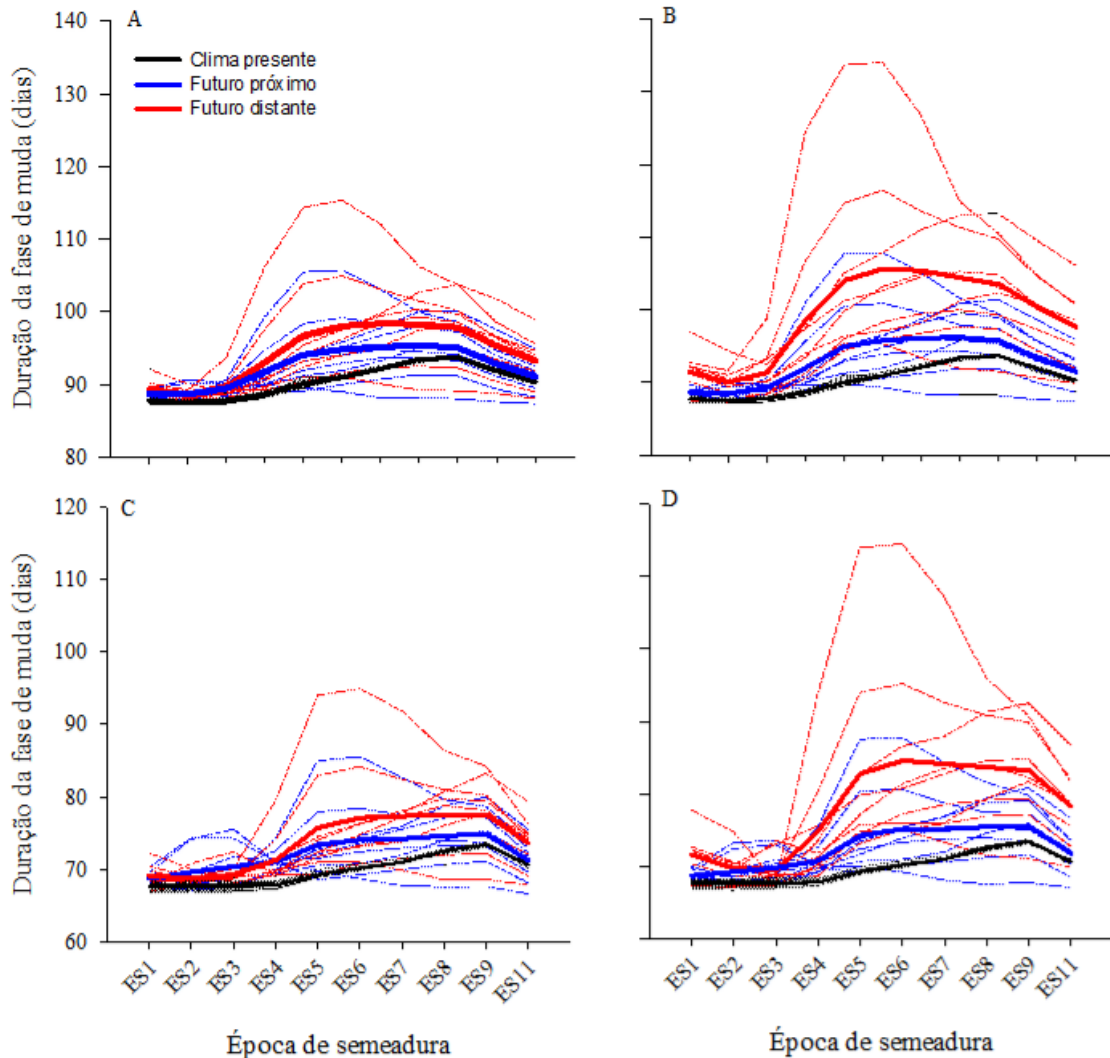 A
B
140
130
120
110
100
90
80
Duração da fase de muda (dias)
Clima presente
Futuro próximo
Futuro distante
C
D
120
110
100
90
80
70
60
Duração da fase de muda (dias)
ES1 ES2 ES3 ES4 ES5 ES6 ES7 ES8 ES9 ES11
ES1 ES2 ES3 ES4 ES5 ES6 ES7 ES8 ES9 ES11
Época de semeadura
Época de semeadura